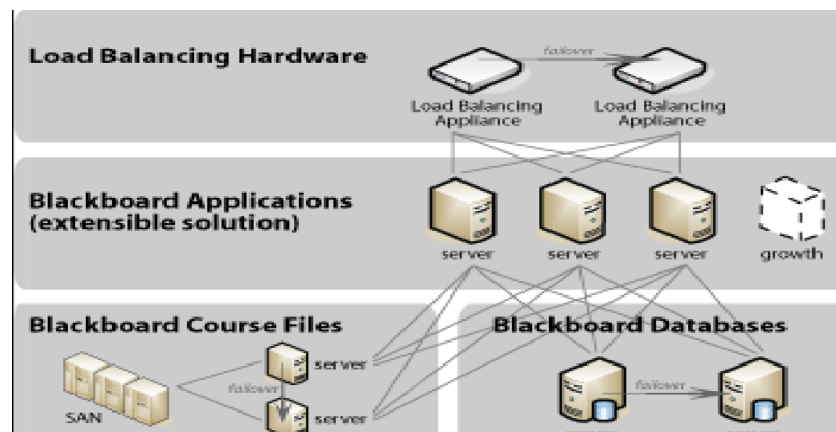 Load Balancing Hardware
failover
Load Balancing
Appliance
Load Balancing
Appliance
Blackboard Applications
(extensible solution)
server
server
server
growth
Blackboard Course Files
server
failover
server
SAN
Blackboard Databases
failover